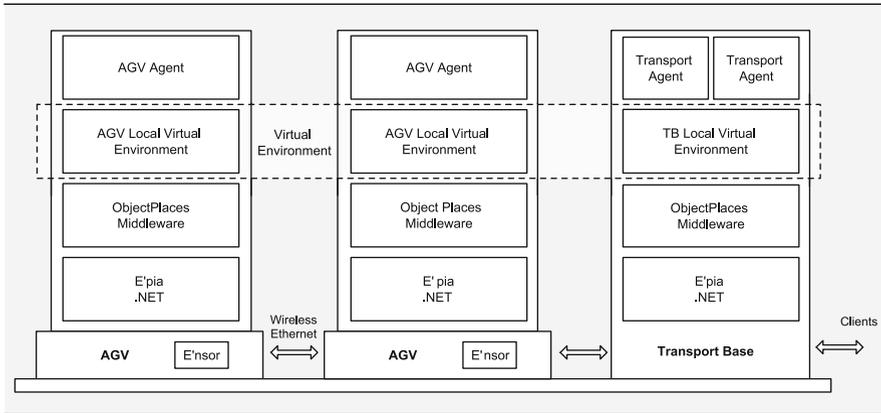 AGV Agent
AGV Agent
Transport
Agent
Transport
Agent
AGV Local Virtual
Environment
Virtual
Environment
AGV Local Virtual
Environment
TB Local Virtual
Environment
ObjectPlaces
Middleware
Object Places
Middleware
ObjectPlaces
Middleware
E'pia
.NET
E'pia
.NET
E'pia
.NET
Wireless
Ethernet
Clients
AGV
E'nsor
AGV
E'nsor
Transport Base